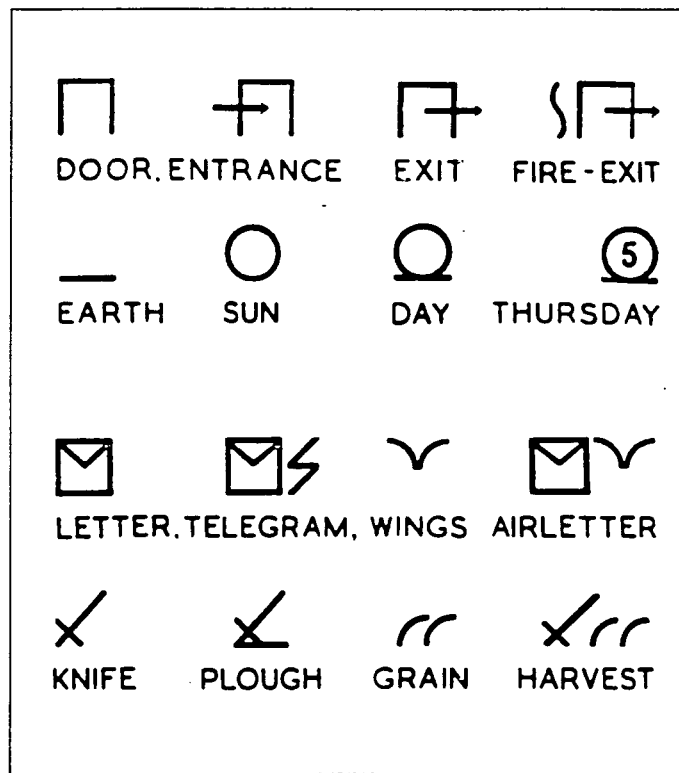 DOOR. ENTRANCE EXIT FIRE-EXIT
5
EARTH SUN DAY THURSDAY
LETTER. TELEGRAM, WINGS AIRLETTER
KNIFE PLOUGH GRAIN HARVEST